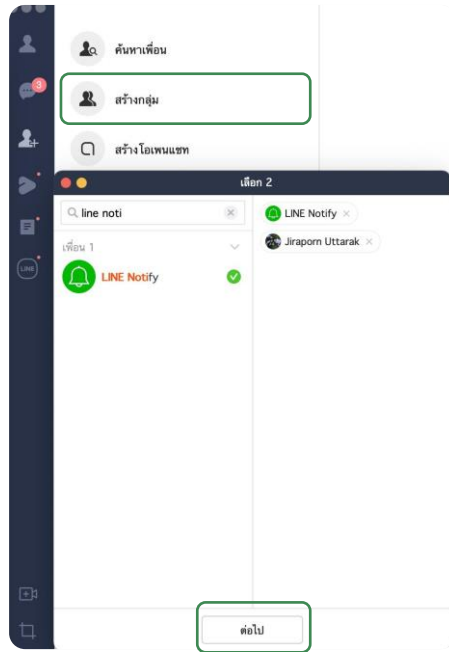 ค้นหาเพื่อน
3
สร้างกลุ่ม
สร้างโอเพนแชท
เลือก 2
line noti
LINE Notify
เพื่อน 1
Jiraporn Uttarak
LINE Notify
LINE
ต่อไป